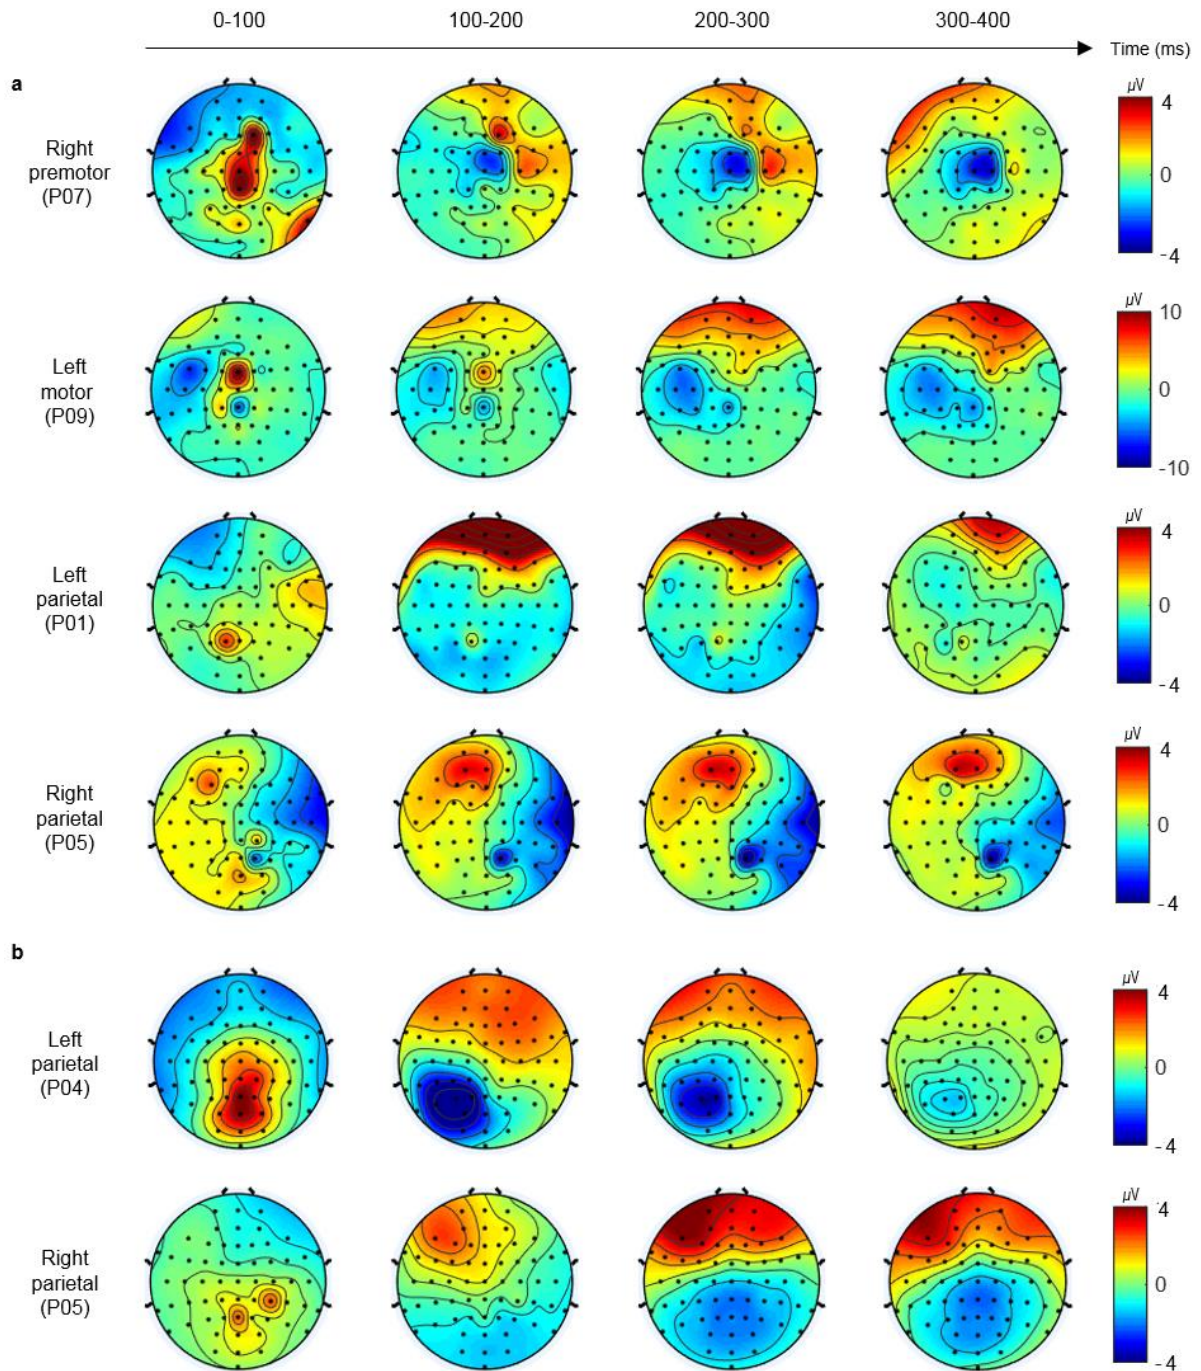 0-100 100-200 200-300 300-400
Time (ms)
a
Right
premotor
(P07)
µV
4
0
-4
Left
motor
(P09)
µV
10
0
-10
Left
parietal
(P01)
µV
4
0
-4
Right
parietal
(P05)
µV
4
0
-4
b
Left
parietal
(P04)
µV
4
0
-4
Right
parietal
(P05)
µV
4
0
-4